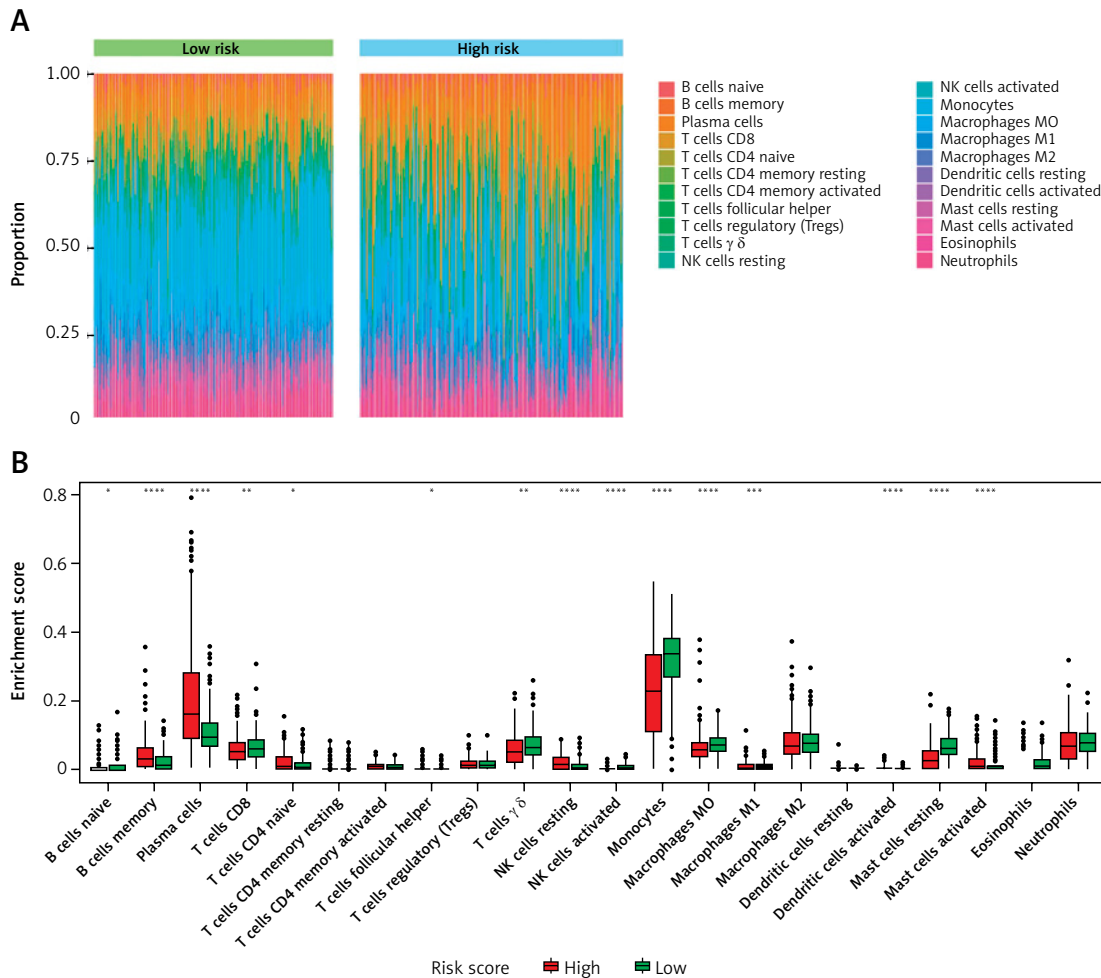 A
Low risk
High risk
Proportion
1.00
0.75
0.50
0.25
0
B cells naive
B cells memory
Plasma cells
T cells CD8
T cells CD4 naive
T cells CD4 memory resting
T cells CD4 memory activated
T cells follicular helper
T cells regulatory (Tregs)
T cells γ δ
NK cells resting
NK cells activated
Monocytes
Macrophages MO
Macrophages M1
Macrophages M2
Dendritic cells resting
Dendritic cells activated
Mast cells resting
Mast cells activated
Eosinophils
Neutrophils
B
Enrichment score
0.8
0.6
0.4
0.2
0
* **** **** ** * * ** **** **** **** **** *** **** **** ****
B cells naive
B cells memory
Plasma cells
T cells CD8
T cells CD4 naive
T cells CD4 memory resting
T cells CD4 memory activated
T cells follicular helper
T cells regulatory (Tregs)
T cells γ δ
NK cells resting
NK cells activated
Monocytes
Macrophages MO
Macrophages M1
Macrophages M2
Dendritic cells resting
Dendritic cells activated
Mast cells resting
Mast cells activated
Eosinophils
Neutrophils
Risk score High Low